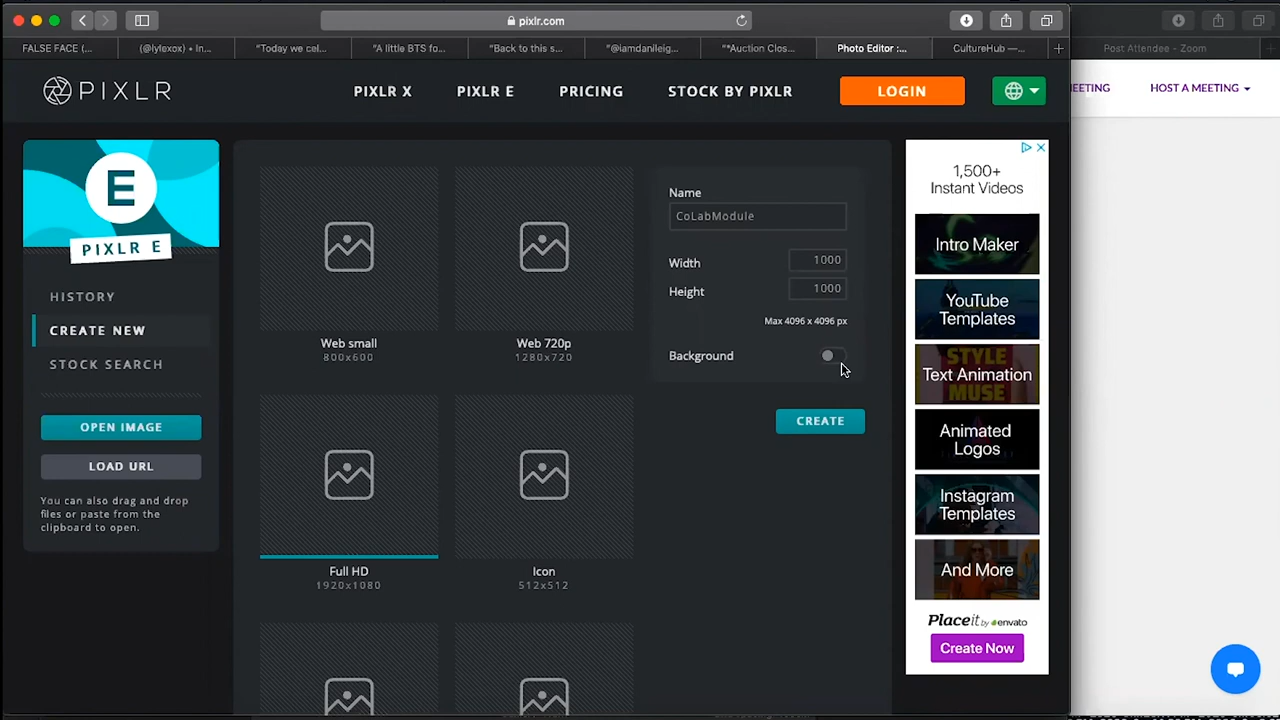 pixlr.com
FALSE FACE (...
(@lylexox) • In...
"Today we cel...
"A little BTS fo...
"Back to this s...
"@iamdanileig...
"*Auction Clos...
Photo Editor :...
CultureHub —...
Post Attendee - Zoom
PIXLR
PIXLR X
PIXLR E
PRICING
STOCK BY PIXLR
LOGIN
EETING
HOST A MEETING
E
PIXLR E
HISTORY
CREATE NEW
STOCK SEARCH
OPEN IMAGE
LOAD URL
You can also drag and drop
files or paste from the
clipboard to open.
Web small
800x600
Web 720p
1280x720
Full HD
1920x1080
Icon
512x512
Name
CoLabModule
Width 1000
Height 1000
Max 4096 x 4096 px
Background
CREATE
1,500+
Instant Videos
Intro Maker
YouTube
Templates
STYLE
Text Animation
MUSE
Animated
Logos
Instagram
Templates
And More
Placeit by envato
Create Now